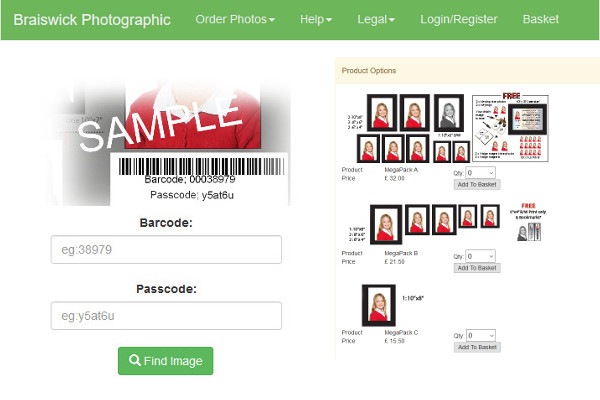 Braiswick Photographic
Order Photos
Help
Legal
Login/Register
Basket
SAMPLE
Barcode; 00038979
Passcode; y5at6u
Barcode:
eg:38979
Passcode:
eg:y5at6u
Find Image
Product Options
FREE
Product MegaPack A Qty: 0
Price £ 32.00 Add To Basket
1:10"x8"
2: 8"x6"
FREE
Product MegaPack B Qty: 0
Price £ 21.50 Add To Basket
1:10"x8"
Product MegaPack C Qty: 0
Price £ 15.50 Add To Basket